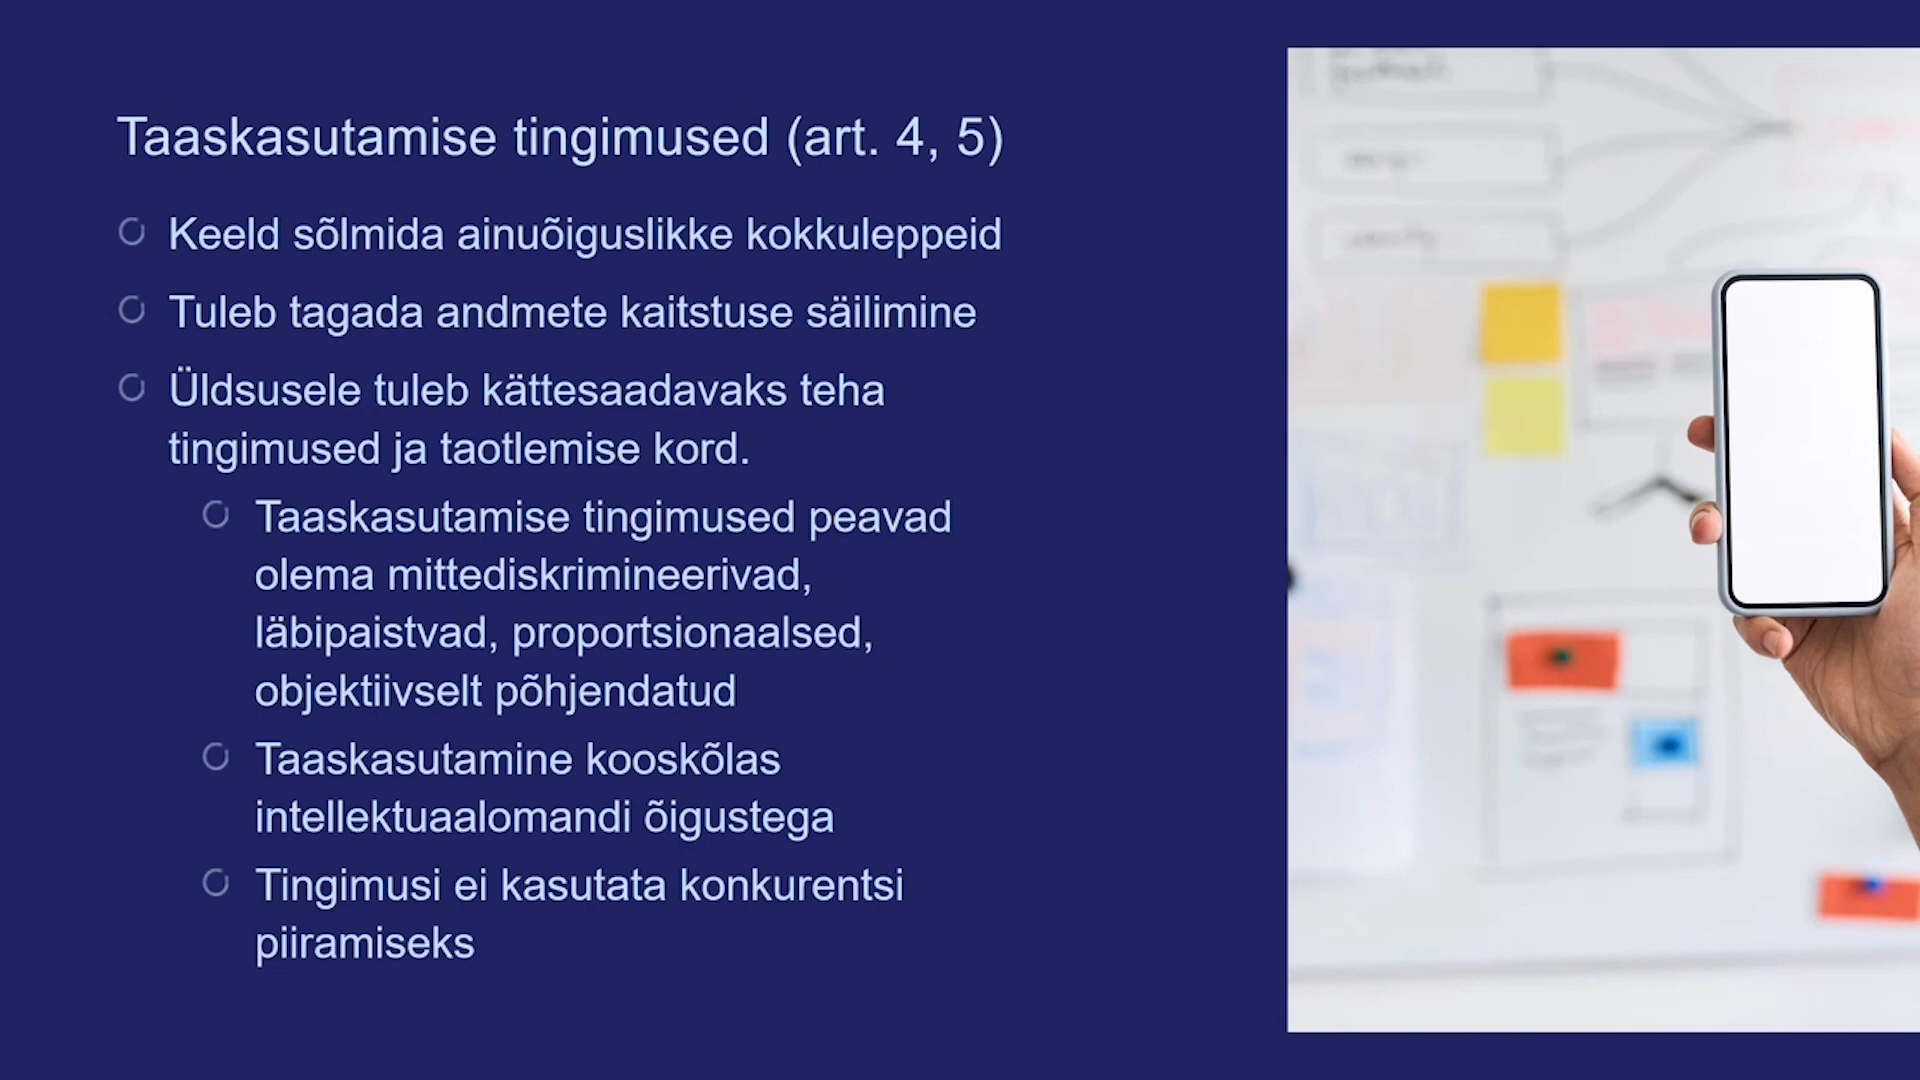 Taaskasutamise tingimused (art. 4, 5)
Keeld sõlmida ainuõiguslikke kokkuleppeid
Tuleb tagada andmete kaitstuse säilimine
Üldsusele tuleb kättesaadavaks teha
tingimused ja taotlemise kord.
Taaskasutamise tingimused peavad
olema mittediskrimineerivad,
läbipaistvad, proportsionaalsed,
objektiivselt põhjendatud
Taaskasutamine kooskõlas
intellektuaalomandi õigustega
Tingimusi ei kasutata konkurentsi
piiramiseks